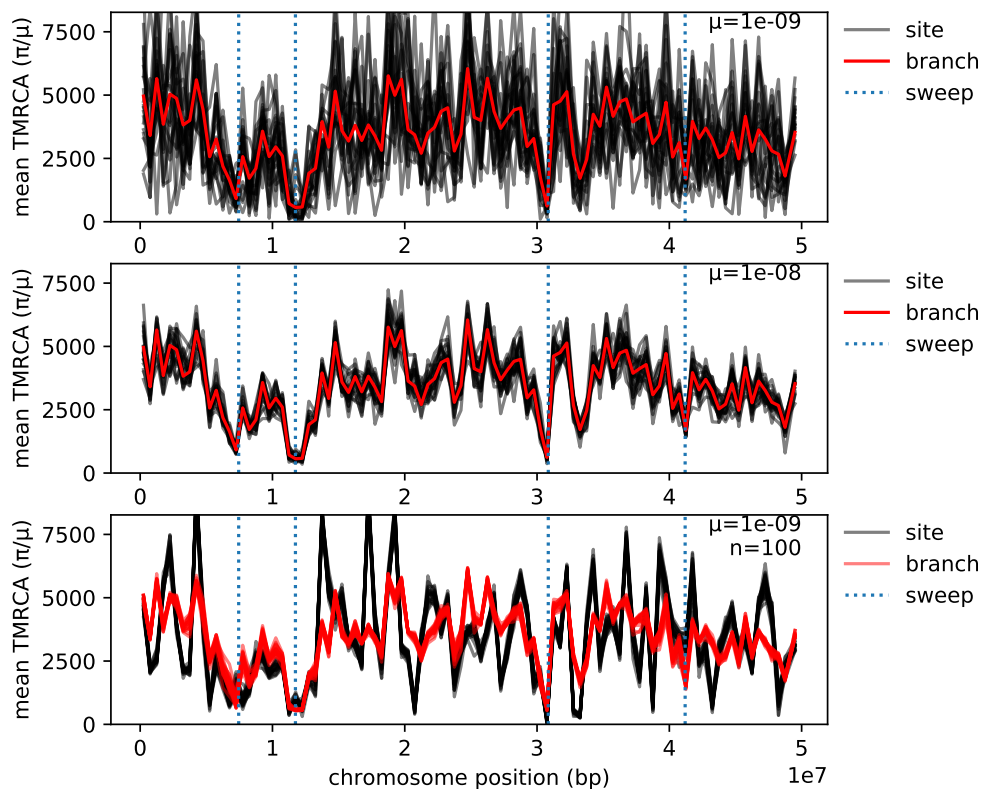 mean TMRCA (π/μ)
7500
5000
2500
0
μ=1e-09
0 1 2 3 4 5
site
branch
sweep
mean TMRCA (π/μ)
7500
5000
2500
0
μ=1e-08
0 1 2 3 4 5
site
branch
sweep
mean TMRCA (π/μ)
7500
5000
2500
0
μ=1e-09
n=100
0 1 2 3 4 5
1e7
chromosome position (bp)
site
branch
sweep